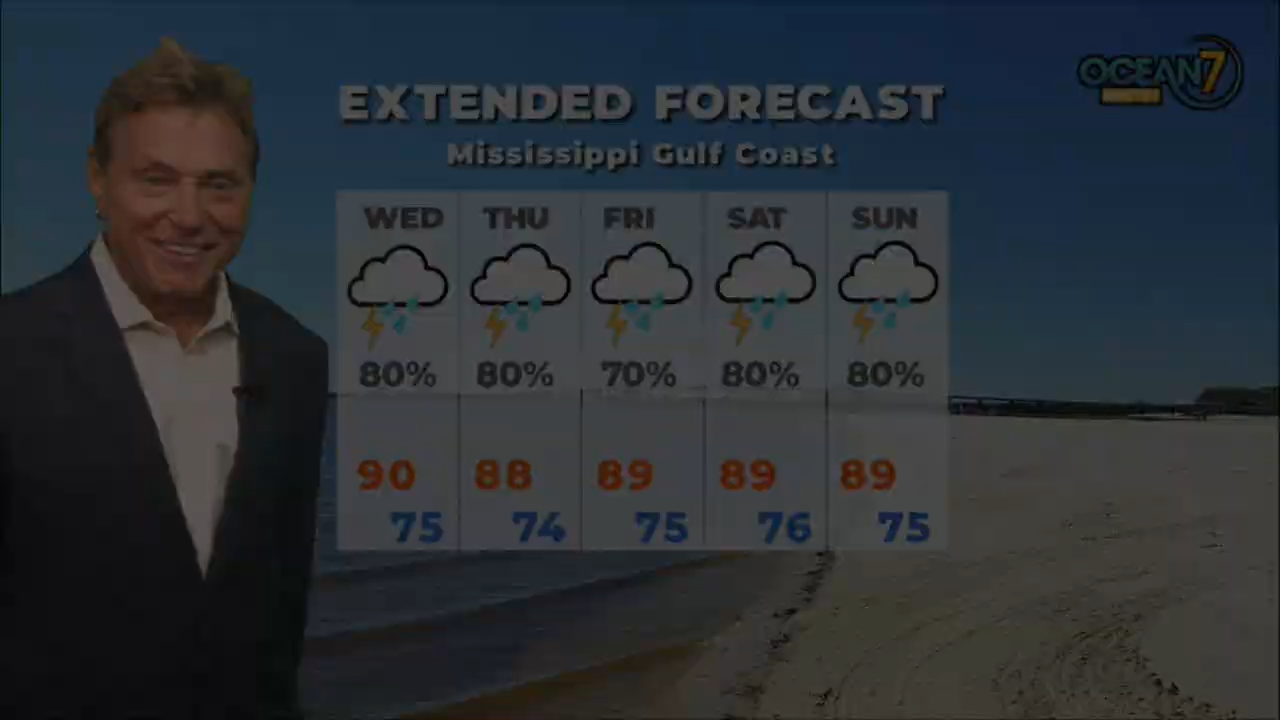 OCEAN7
EXTENDED FORECAST
Mississippi Gulf Coast
WED THU FRI SAT SUN
80% 80% 70% 80% 80%
90 88 89 89 89
75 74 75 76 75